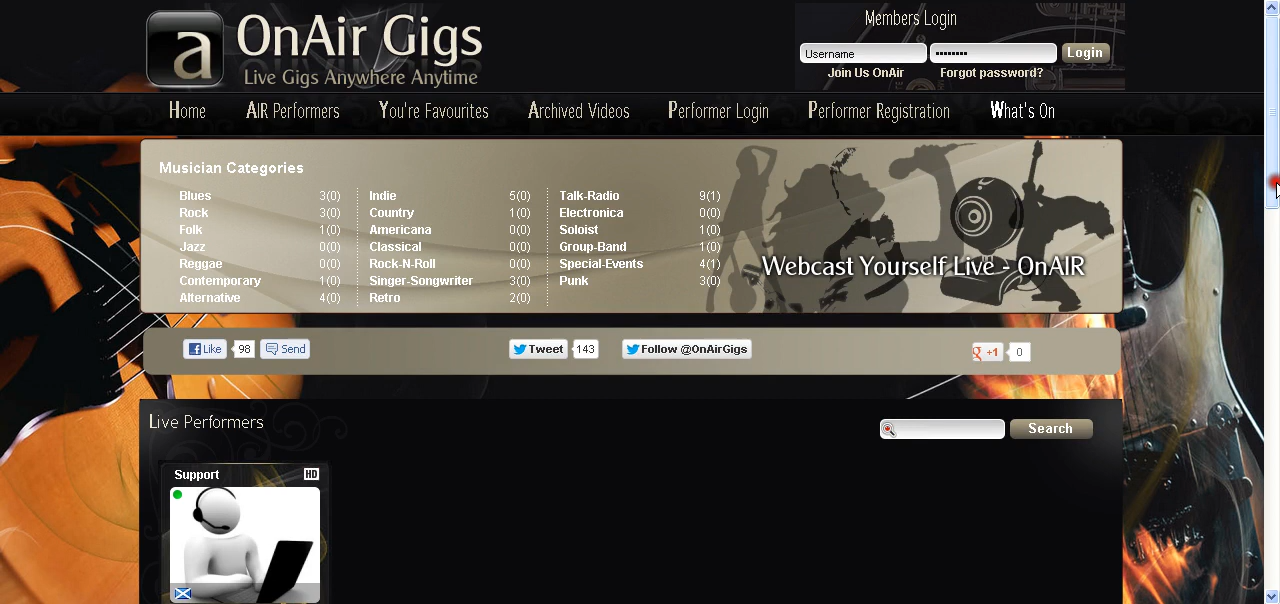 a OnAir Gigs
Live Gigs Anywhere Anytime
Members Login
Username •••••••• Login
Join Us OnAir Forgot password?
Home AIR Performers You're Favourites Archived Videos Performer Login Performer Registration What's On
Musician Categories
Blues 3(0) Indie 5(0) Talk-Radio 9(1)
Rock 3(0) Country 1(0) Electronica 0(0)
Folk 1(0) Americana 0(0) Soloist 1(0)
Jazz 0(0) Classical 0(0) Group-Band 1(0)
Reggae 0(0) Rock-N-Roll 0(0) Special-Events 4(1)
Contemporary 1(0) Singer-Songwriter 3(0) Punk 3(0)
Alternative 4(0) Retro 2(0)
Webcast Yourself Live - OnAIR
Like 98 Send Tweet 143 Follow @OnAirGigs +1 0
Live Performers
Search
Support HD